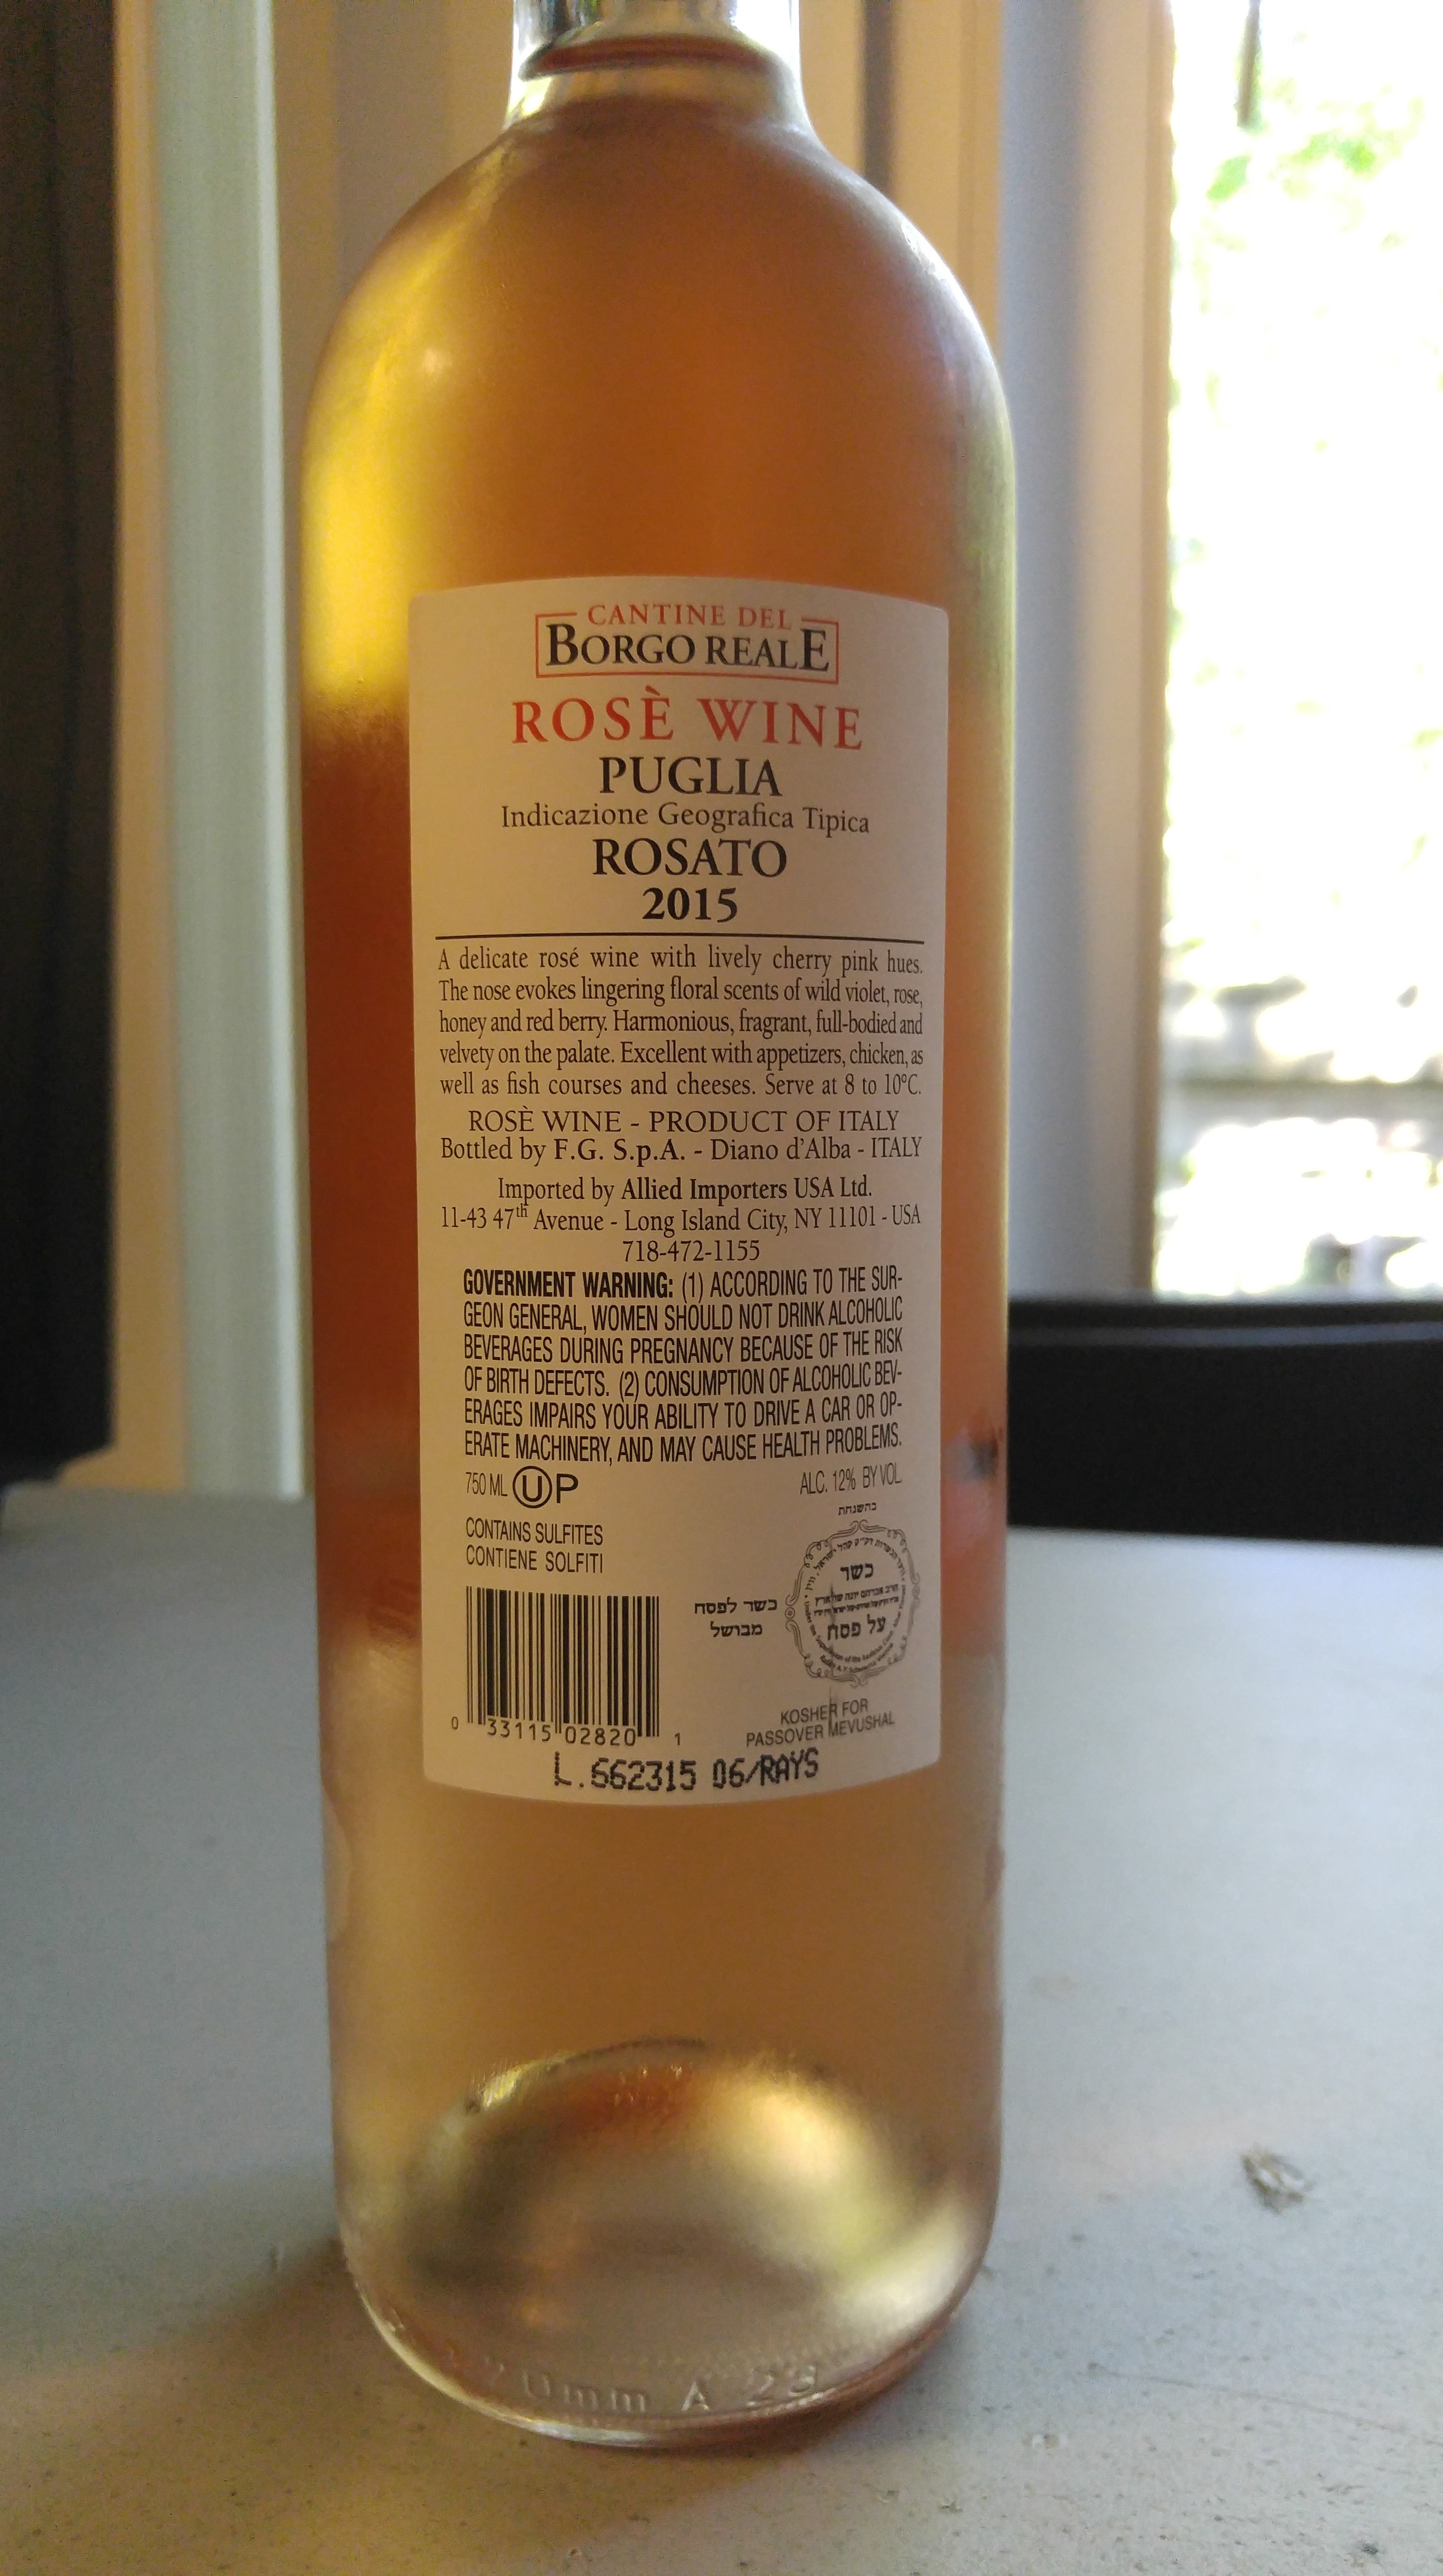 CANTINE DEL
BORGO REALE
ROSÈ WINE
PUGLIA
Indicazione Geografica Tipica
ROSATO
2015
A delicate rosé wine with lively cherry pink hues.
The nose evokes lingering floral scents of wild violet, rose,
honey and red berry. Harmonious, fragrant, full-bodied and
velvety on the palate. Excellent with appetizers, chicken, as
well as fish courses and cheeses. Serve at 8 to 10°C.
ROSÈ WINE - PRODUCT OF ITALY
Bottled by F.G. S.p.A. - Diano d'Alba - ITALY
Imported by Allied Importers USA Ltd.
11-43 47th Avenue - Long Island City, NY 11101 - USA
718-472-1155
GOVERNMENT WARNING: (1) ACCORDING TO THE SUR-
GEON GENERAL, WOMEN SHOULD NOT DRINK ALCOHOLIC
BEVERAGES DURING PREGNANCY BECAUSE OF THE RISK
OF BIRTH DEFECTS. (2) CONSUMPTION OF ALCOHOLIC BEV-
ERAGES IMPAIRS YOUR ABILITY TO DRIVE A CAR OR OP-
ERATE MACHINERY, AND MAY CAUSE HEALTH PROBLEMS.
750 ML UP
ALC. 12% BY VOL
CONTAINS SULFITES
CONTIENE SOLFITI
בהשגחת
כשר
על פסח
כשר לפסח
מבושל
KOSHER FOR
PASSOVER MEVUSHAL
0 33115 02820 1
L.662315 06/RAYS
0mm A 28